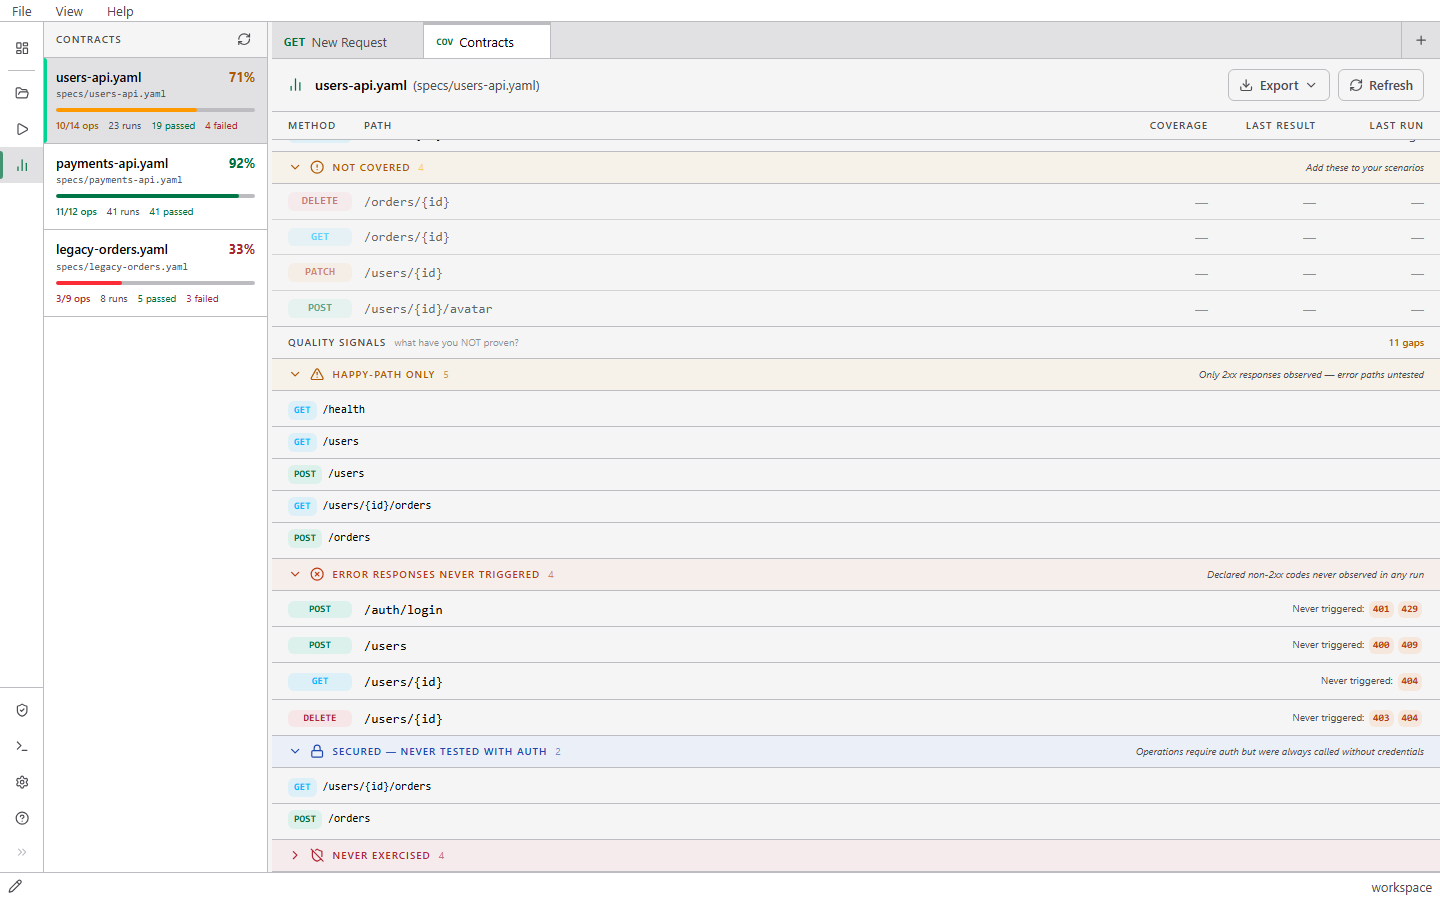 File View Help
CONTRACTS
users-api.yaml 71%
specs/users-api.yaml
10/14 ops 23 runs 19 passed 4 failed
payments-api.yaml 92%
specs/payments-api.yaml
11/12 ops 41 runs 41 passed
legacy-orders.yaml 33%
specs/legacy-orders.yaml
3/9 ops 8 runs 5 passed 3 failed
GET New Request
COV Contracts
users-api.yaml (specs/users-api.yaml)
Export Refresh
METHOD PATH COVERAGE LAST RESULT LAST RUN
NOT COVERED 4 Add these to your scenarios
DELETE /orders/{id} — — —
GET /orders/{id} — — —
PATCH /users/{id} — — —
POST /users/{id}/avatar — — —
QUALITY SIGNALS what have you NOT proven? 11 gaps
HAPPY-PATH ONLY 5 Only 2xx responses observed — error paths untested
GET /health
GET /users
POST /users
GET /users/{id}/orders
POST /orders
ERROR RESPONSES NEVER TRIGGERED 4 Declared non-2xx codes never observed in any run
POST /auth/login Never triggered: 401 429
POST /users Never triggered: 400 409
GET /users/{id} Never triggered: 404
DELETE /users/{id} Never triggered: 403 404
SECURED — NEVER TESTED WITH AUTH 2 Operations require auth but were always called without credentials
GET /users/{id}/orders
POST /orders
NEVER EXERCISED 4
workspace